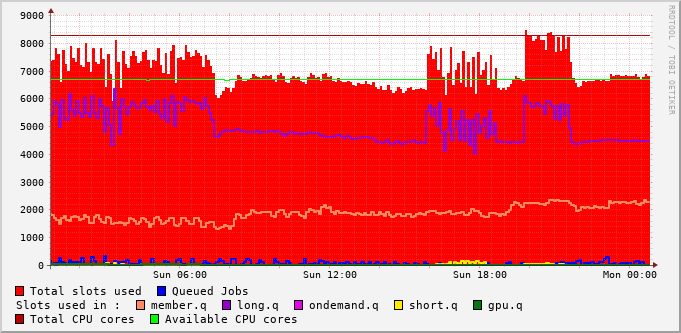 9000
8000
7000
6000
5000
4000
3000
2000
1000
0
Sun 06:00 Sun 12:00 Sun 18:00 Mon 00:00
Total slots used Queued Jobs
Slots used in : member.q long.q ondemand.q short.q gpu.q
Total CPU cores Available CPU cores
RRDTOOL / TOBI OETIKER